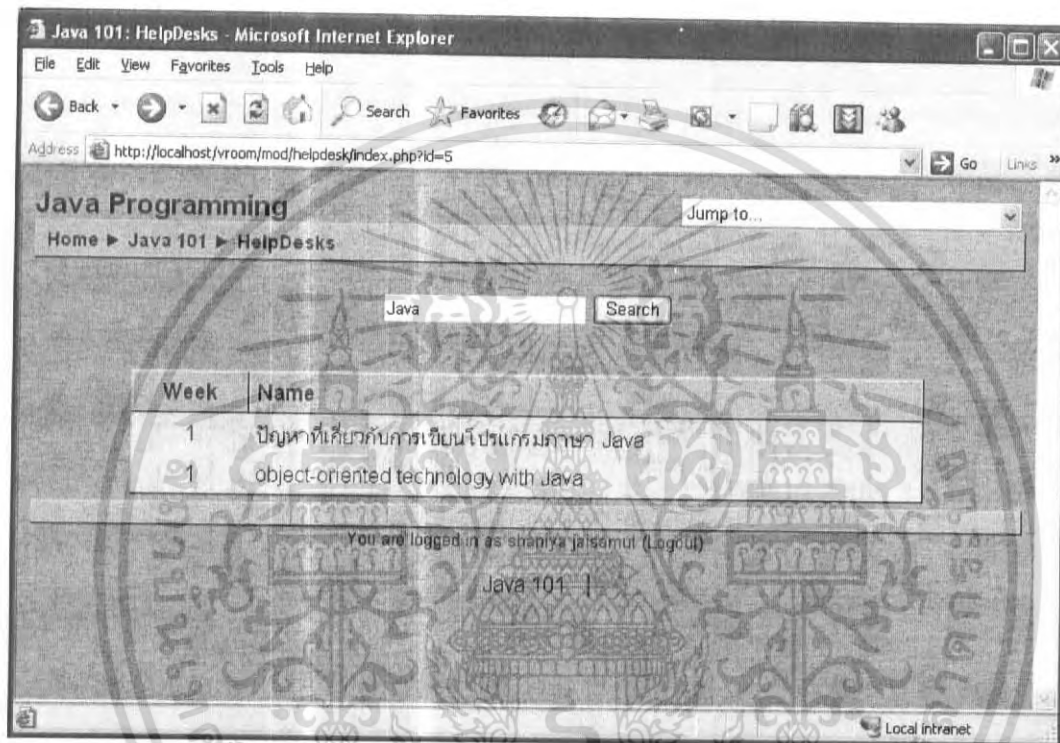 Java 101: HelpDesks - Microsoft Internet Explorer
File Edit View Favorites Tools Help
Back Search Favorites
Address http://localhost/vroom/mod/helpdesk/index.php?id=5 Go Links »
Java Programming
Jump to...
Home ► Java 101 ► HelpDesks
Java Search
Week Name
1 ปัญหาที่เกี่ยวกับการเขียนโปรแกรมภาษา Java
1 object-oriented technology with Java
You are logged in as shapiya jaisamut (Logout)
Java 101
Local intranet